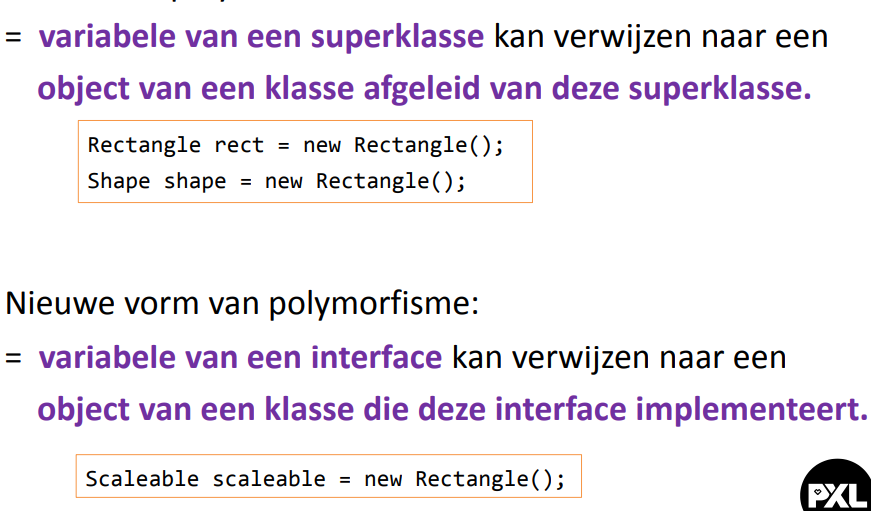 = variabele van een superklasse kan verwijzen naar een
object van een klasse afgeleid van deze superklasse.
Rectangle rect = new Rectangle();
Shape shape = new Rectangle();
Nieuwe vorm van polymorfisme:
= variabele van een interface kan verwijzen naar een
object van een klasse die deze interface implementeert.
Scaleable scaleable = new Rectangle();
PXL